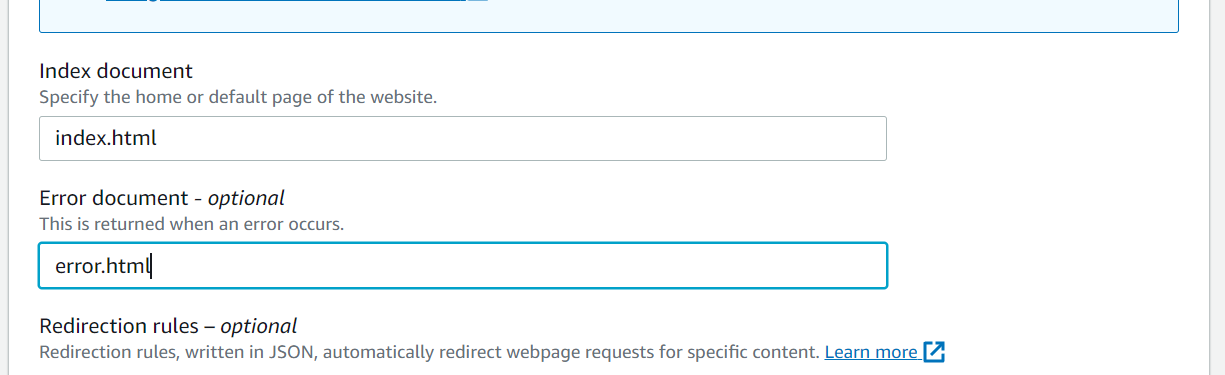 Index document
Specify the home or default page of the website.
index.html
Error document - optional
This is returned when an error occurs.
error.html
Redirection rules – optional
Redirection rules, written in JSON, automatically redirect webpage requests for specific content. Learn more